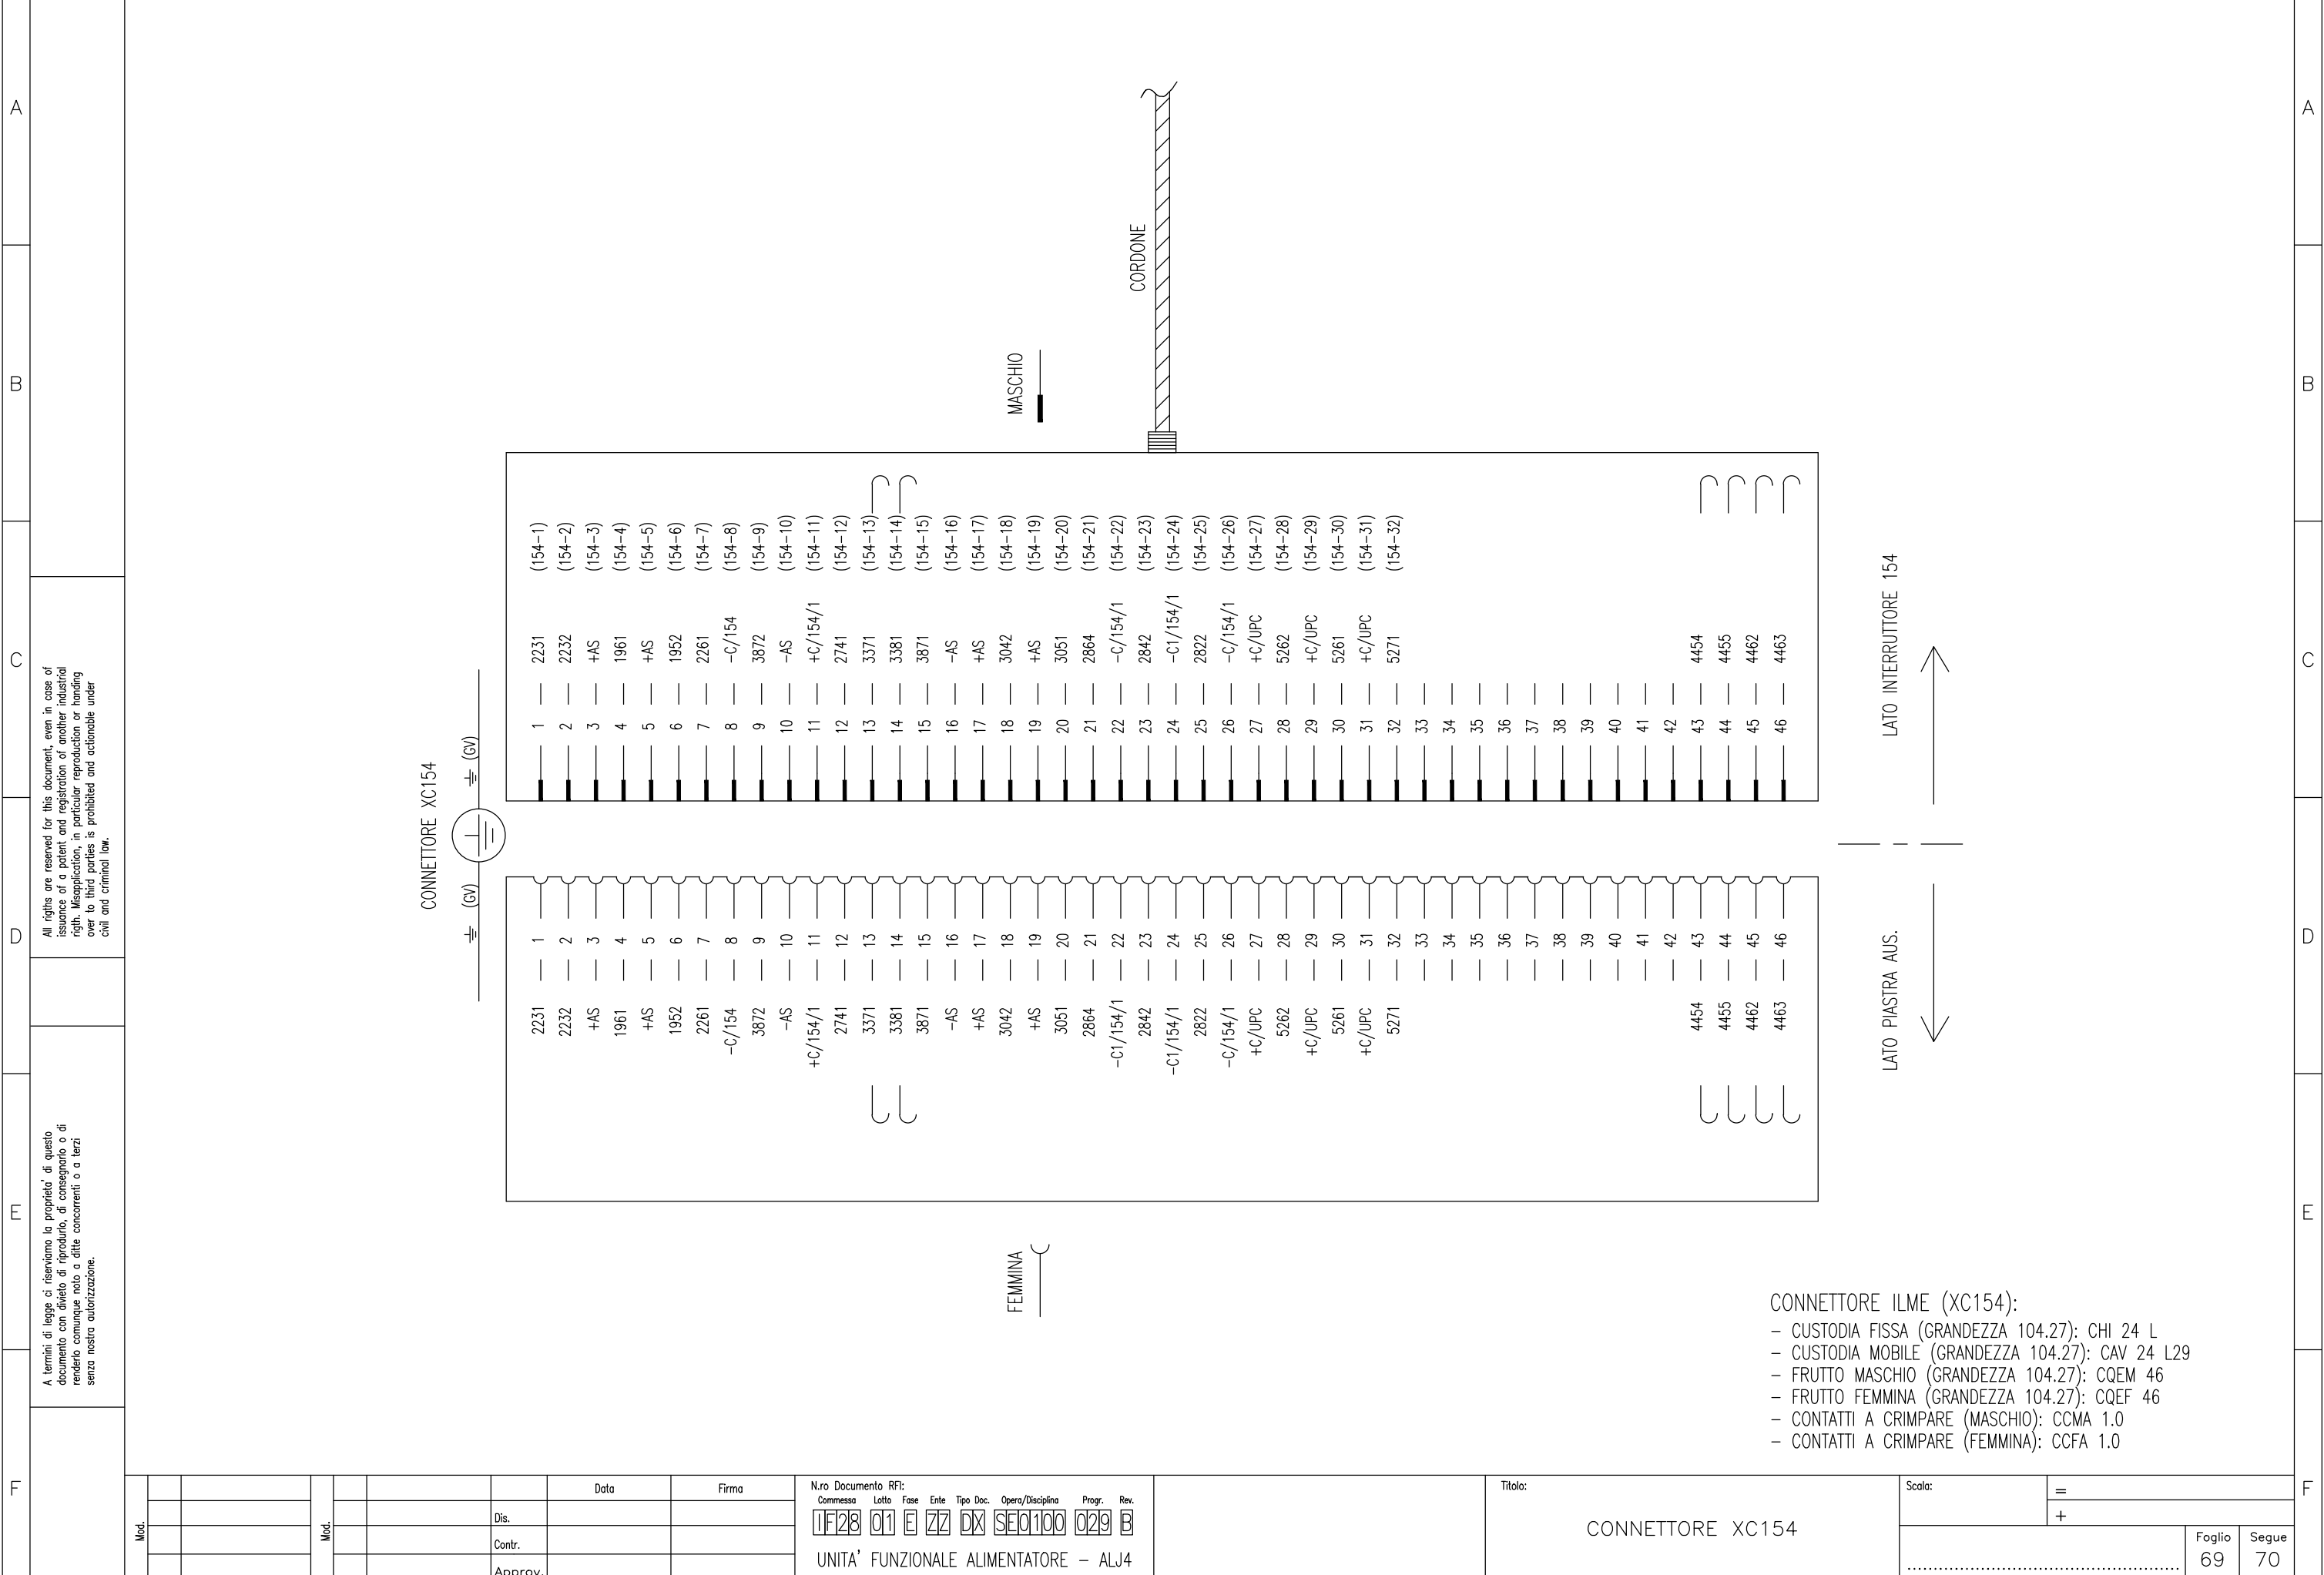 A
B
C
D
E
F
A
B
C
D
E
F
All rigths are reserved for this document, even in case of
issuance of a patent and registration of another industrial
rigth. Misapplication, in particular reproduction or handing
over to third parties is prohibited and actionable under
civil and criminal law.
A termini di legge ci riserviamo la proprieta' di questo
documento con divieto di riprodurlo, di consegnarlo o di
renderlo comunque noto a ditte concorrenti o a terzi
senza nostra autorizzazione.
CORDONE
MASCHIO
CONNETTORE XC154
(GV)
(GV)
(154-1) (154-2) (154-3) (154-4) (154-5) (154-6) (154-7) (154-8) (154-9) (154-10) (154-11) (154-12) (154-13) (154-14) (154-15) (154-16) (154-17) (154-18) (154-19) (154-20) (154-21) (154-22) (154-23) (154-24) (154-25) (154-26) (154-27) (154-28) (154-29) (154-30) (154-31) (154-32)
2231 2232 +AS 1961 +AS 1952 2261 -C/154 3872 -AS +C/154/1 2741 3371 3381 3871 -AS +AS 3042 +AS 3051 2864 -C/154/1 2842 -C1/154/1 2822 -C/154/1 +C/UPC 5262 +C/UPC 5261 +C/UPC 5271 4454 4455 4462 4463
1 2 3 4 5 6 7 8 9 10 11 12 13 14 15 16 17 18 19 20 21 22 23 24 25 26 27 28 29 30 31 32 33 34 35 36 37 38 39 40 41 42 43 44 45 46
1 2 3 4 5 6 7 8 9 10 11 12 13 14 15 16 17 18 19 20 21 22 23 24 25 26 27 28 29 30 31 32 33 34 35 36 37 38 39 40 41 42 43 44 45 46
2231 2232 +AS 1961 +AS 1952 2261 -C/154 3872 -AS +C/154/1 2741 3371 3381 3871 -AS +AS 3042 +AS 3051 2864 -C1/154/1 2842 -C1/154/1 2822 -C/154/1 +C/UPC 5262 +C/UPC 5261 +C/UPC 5271 4454 4455 4462 4463
LATO INTERRUTTORE 154
LATO PIASTRA AUS.
FEMMINA
CONNETTORE ILME (XC154):
- CUSTODIA FISSA (GRANDEZZA 104.27): CHI 24 L
- CUSTODIA MOBILE (GRANDEZZA 104.27): CAV 24 L29
- FRUTTO MASCHIO (GRANDEZZA 104.27): CQEM 46
- FRUTTO FEMMINA (GRANDEZZA 104.27): CQEF 46
- CONTATTI A CRIMPARE (MASCHIO): CCMA 1.0
- CONTATTI A CRIMPARE (FEMMINA): CCFA 1.0
Mod.
Mod.
Data Firma
Dis.
Contr.
Approv.
N.ro Documento RFI:
Commessa Lotto Fase Ente Tipo Doc. Opera/Disciplina Progr. Rev.
IF28 01 E ZZ DX SE0100 029 B
UNITA' FUNZIONALE ALIMENTATORE - ALJ4
Titolo:
CONNETTORE XC154
Scala:
=
+
Foglio Segue
69 70